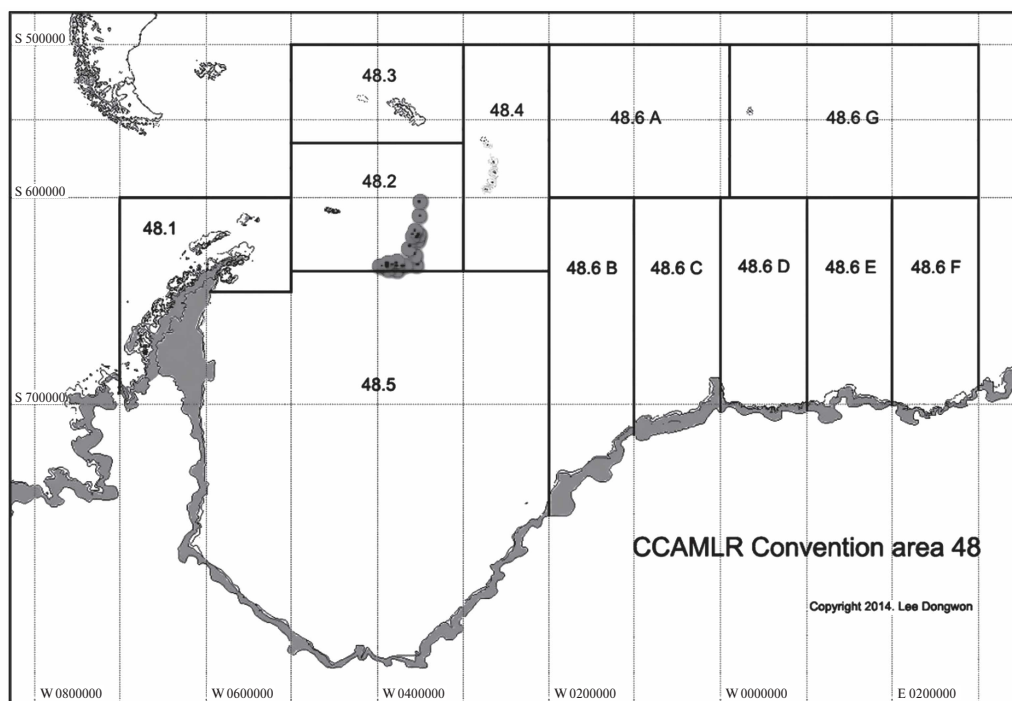 S 500000
48.3
48.4
48.6 A
48.6 G
48.2
S 600000
48.1
48.6 B
48.6 C
48.6 D
48.6 E
48.6 F
48.5
S 700000
CCAMLR Convention area 48
Copyright 2014. Lee Dongwon
W 0800000
W 0600000
W 0400000
W 0200000
W 0000000
E 0200000